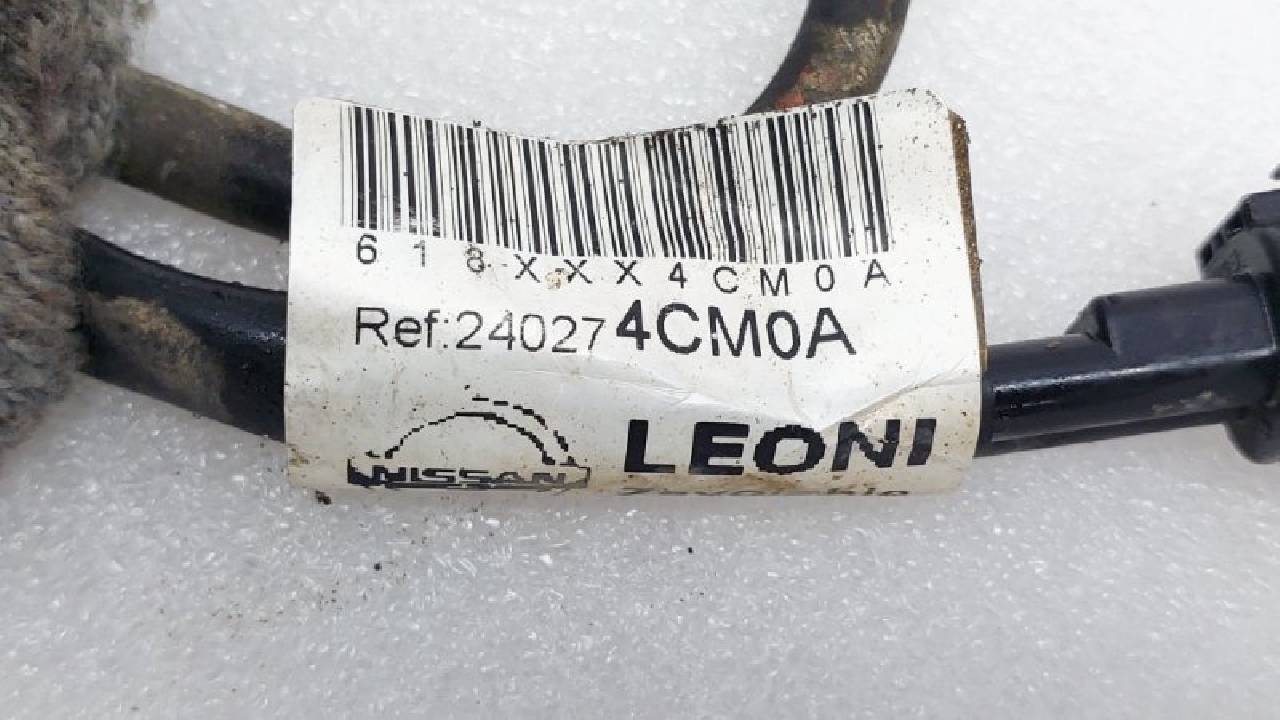 618XXX4CM0A
Ref:240274CM0A
NISSAN
LEONI